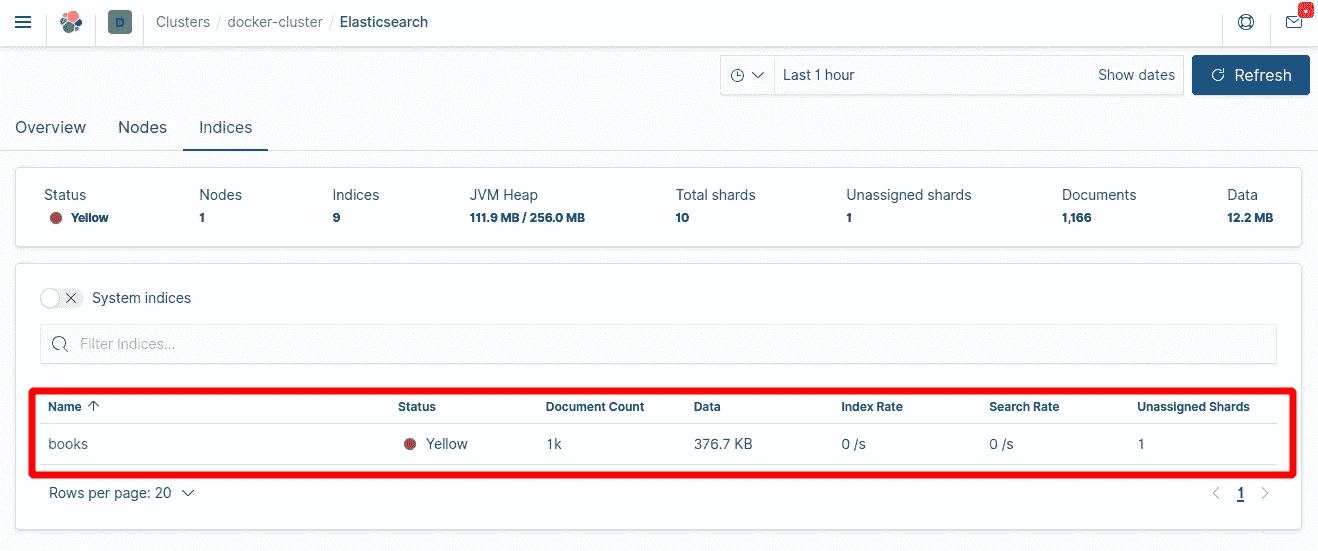 D Clusters / docker-cluster / Elasticsearch
Last 1 hour Show dates Refresh
Overview Nodes Indices
Status Nodes Indices JVM Heap Total shards Unassigned shards Documents Data
Yellow 1 9 111.9 MB / 256.0 MB 10 1 1,166 12.2 MB
System indices
Filter Indices...
Name Status Document Count Data Index Rate Search Rate Unassigned Shards
books Yellow 1k 376.7 KB 0 /s 0 /s 1
Rows per page: 20 1